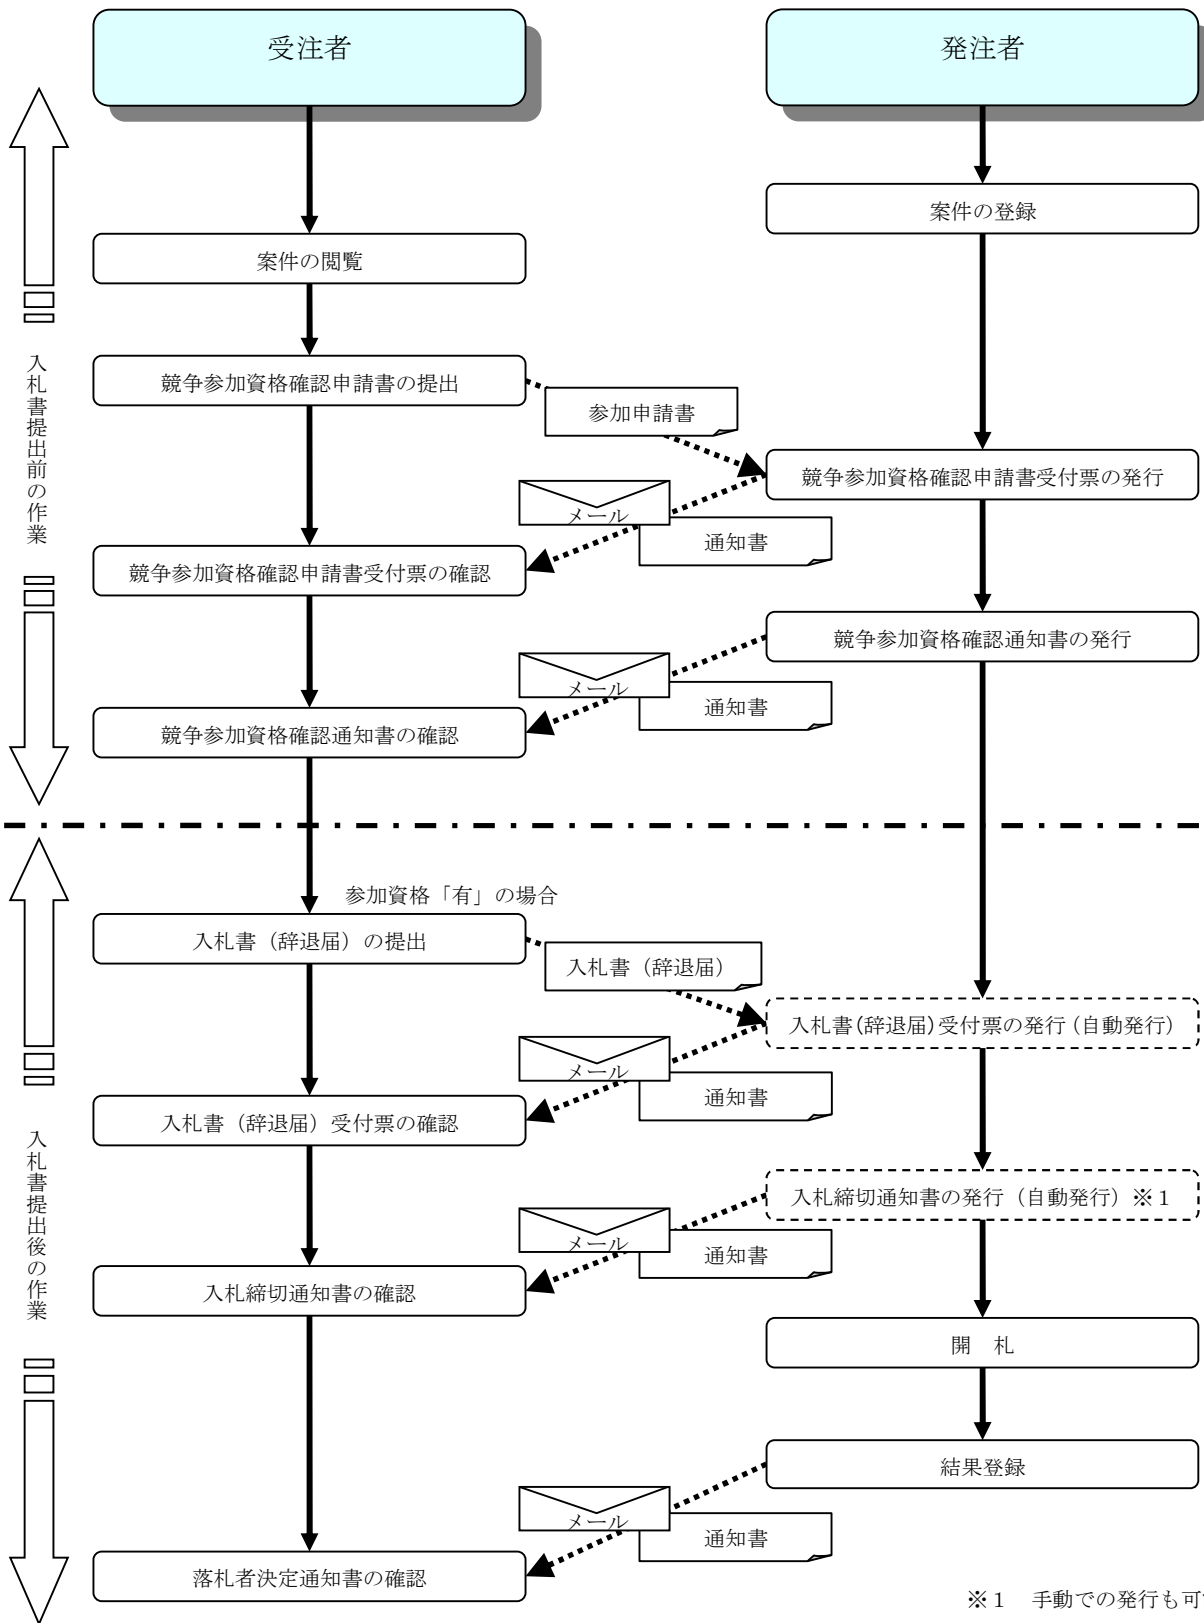 受注者
発注者
案件の登録
案件の閲覧
入札書提出前の作業
競争参加資格確認申請書の提出
参加申請書
競争参加資格確認申請書受付票の発行
メール
通知書
競争参加資格確認申請書受付票の確認
競争参加資格確認通知書の発行
メール
通知書
競争参加資格確認通知書の確認
参加資格「有」の場合
入札書（辞退届）の提出
入札書（辞退届）
入札書（辞退届）受付票の発行（自動発行）
メール
通知書
入札書（辞退届）受付票の確認
入札書提出後の作業
入札締切通知書の発行（自動発行）※１
メール
通知書
入札締切通知書の確認
開　札
結果登録
メール
通知書
落札者決定通知書の確認
※１　手動での発行も可